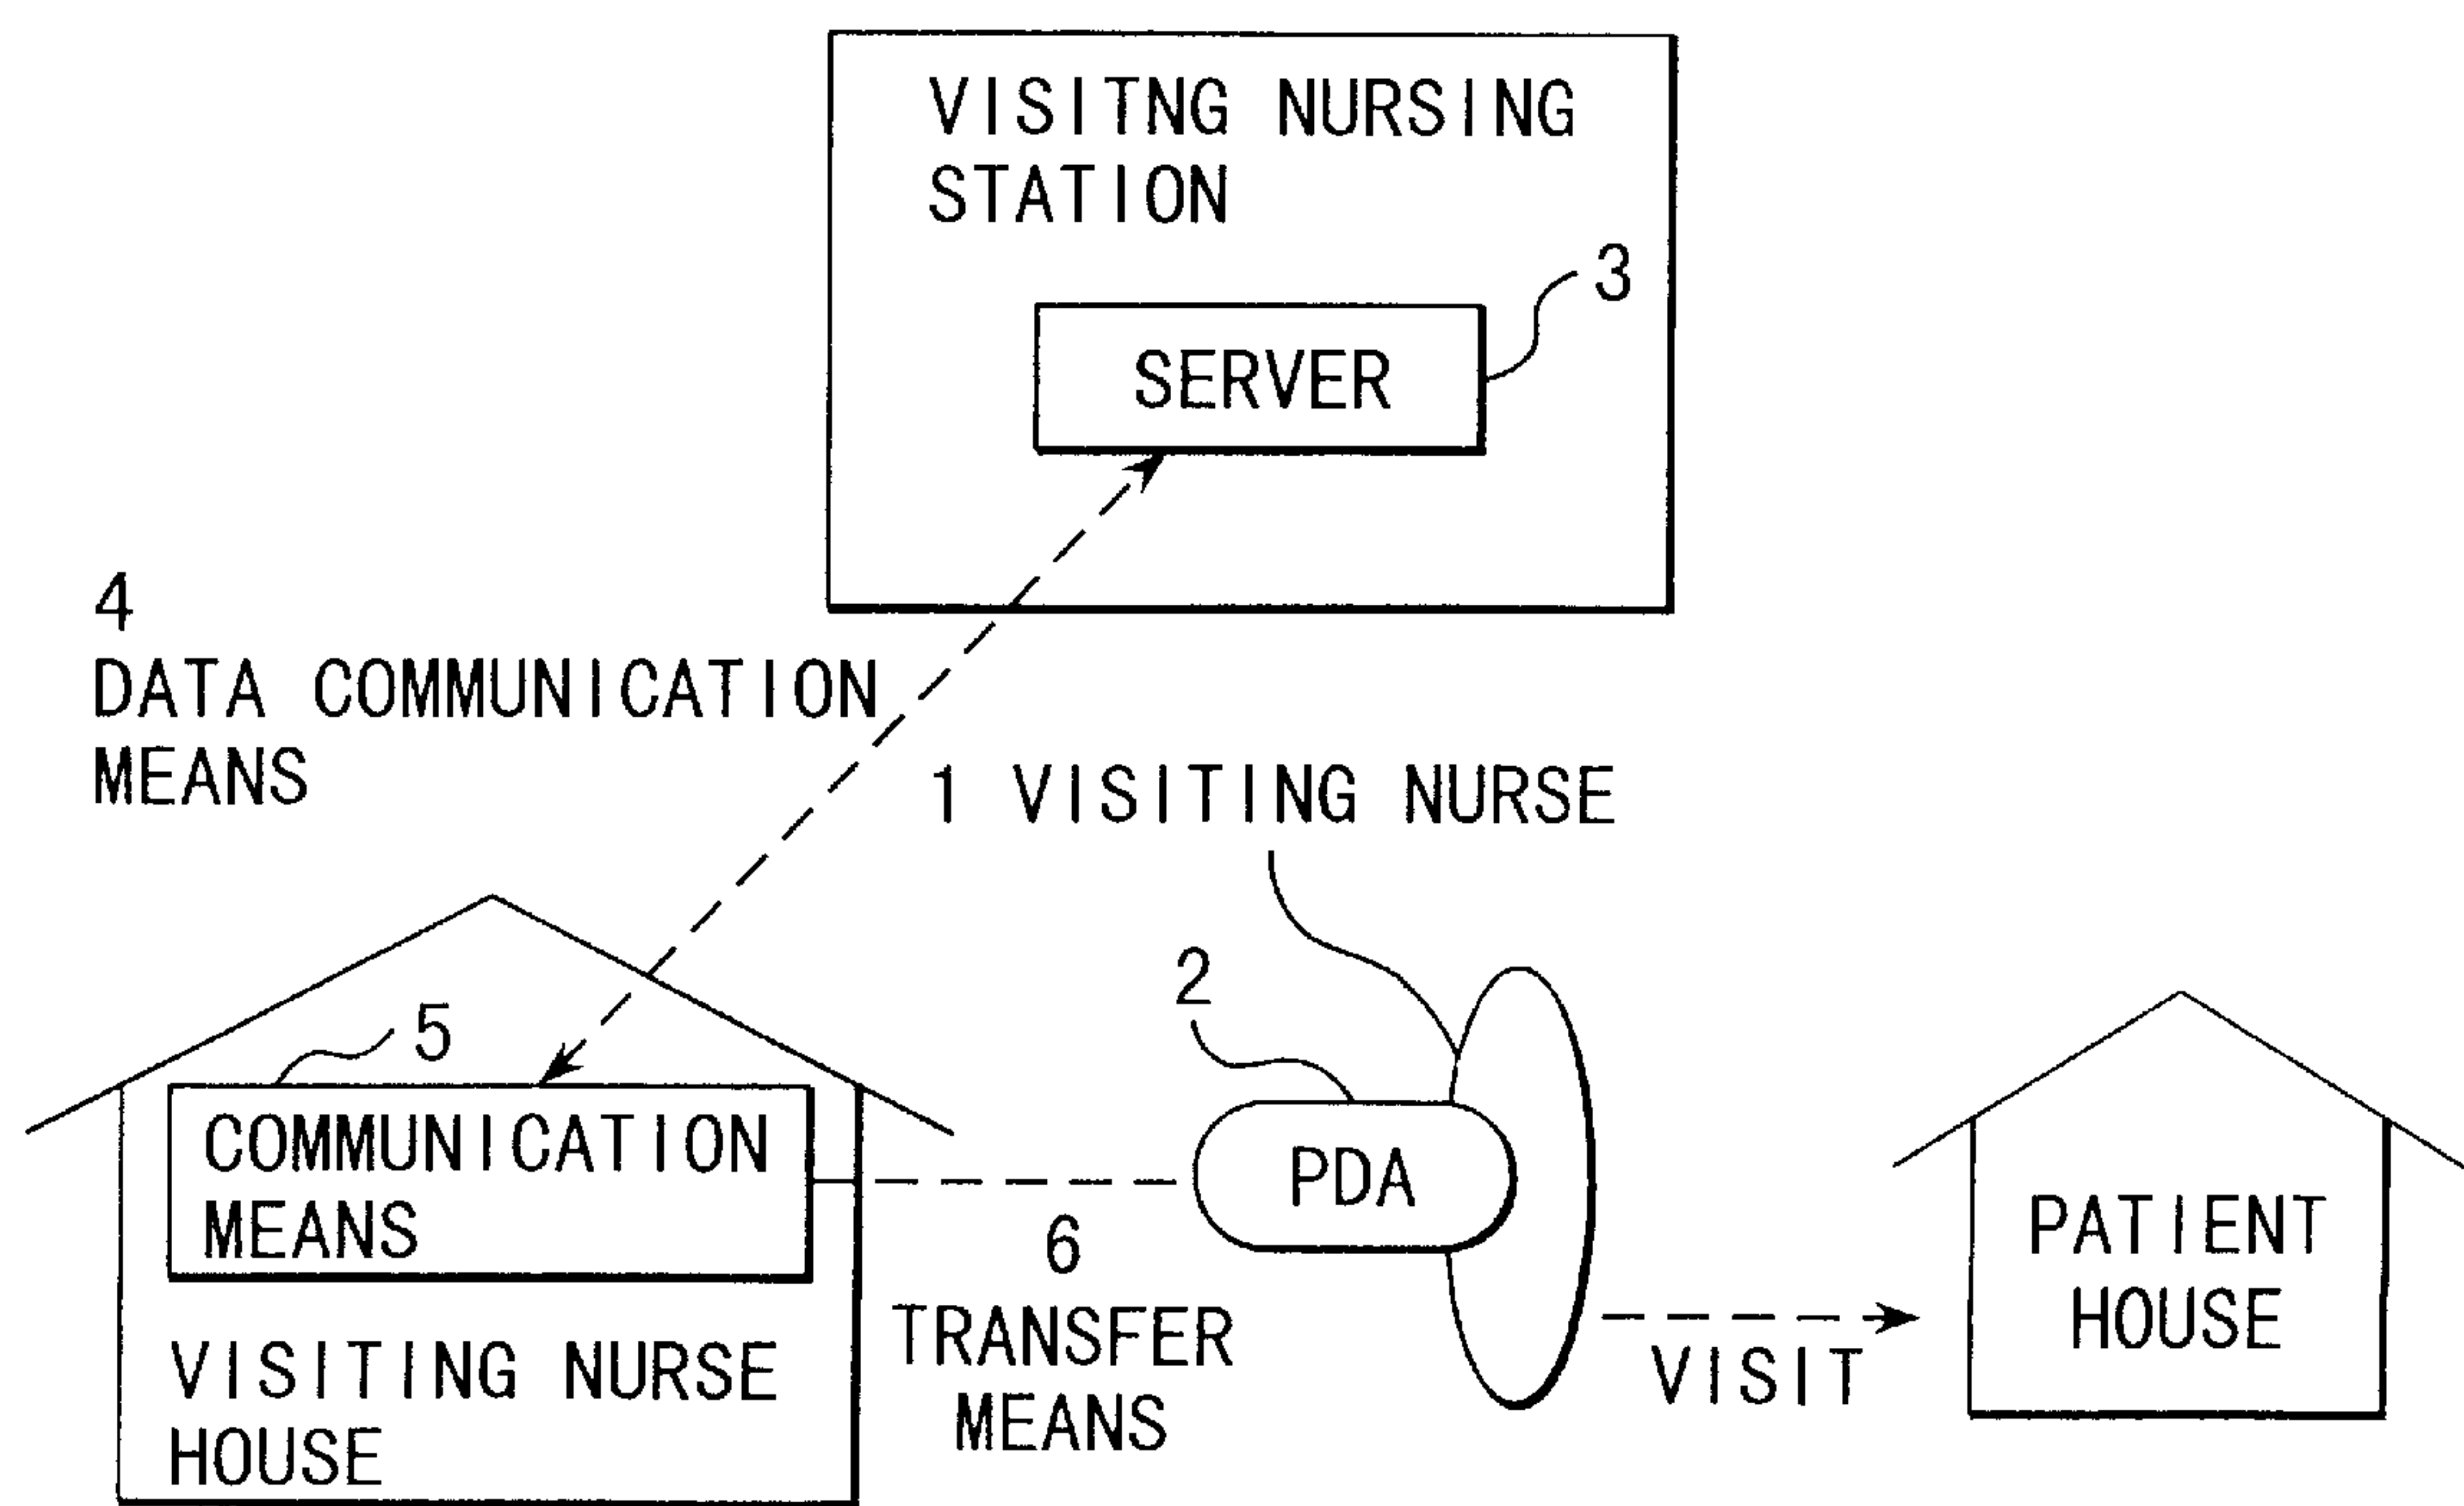 VISITNG NURSING
STATION
3
SERVER
4
DATA COMMUNICATION
MEANS
1 VISITING NURSE
2
5
COMMUNICATION
MEANS
PDA
6
TRANSFER
MEANS
VISITING NURSE
HOUSE
VISIT
PATIENT
HOUSE